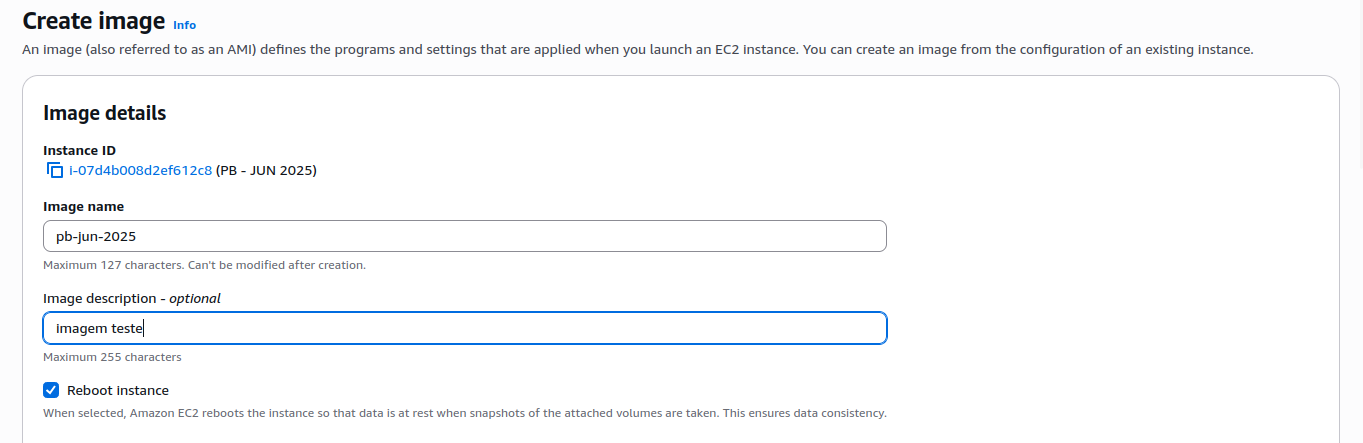 Create image Info
An image (also referred to as an AMI) defines the programs and settings that are applied when you launch an EC2 instance. You can create an image from the configuration of an existing instance.
Image details
Instance ID
i-07d4b008d2ef612c8 (PB - JUN 2025)
Image name
pb-jun-2025
Maximum 127 characters. Can't be modified after creation.
Image description - optional
imagem teste
Maximum 255 characters
Reboot instance
When selected, Amazon EC2 reboots the instance so that data is at rest when snapshots of the attached volumes are taken. This ensures data consistency.